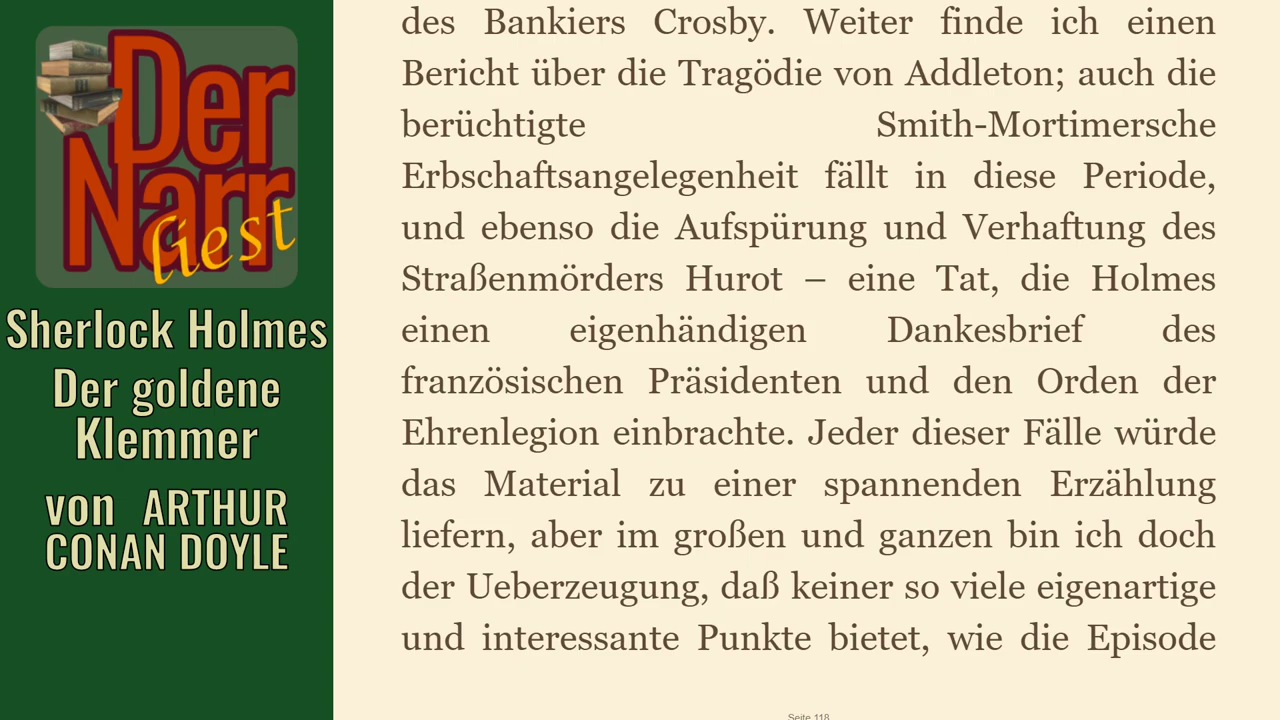 Der
Narr
liest
Sherlock Holmes
Der goldene
Klemmer
von ARTHUR
CONAN DOYLE
des Bankiers Crosby. Weiter finde ich einen
Bericht über die Tragödie von Addleton; auch die
berüchtigte Smith-Mortimersche
Erbschaftsangelegenheit fällt in diese Periode,
und ebenso die Aufspürung und Verhaftung des
Straßenmörders Hurot – eine Tat, die Holmes
einen eigenhändigen Dankesbrief des
französischen Präsidenten und den Orden der
Ehrenlegion einbrachte. Jeder dieser Fälle würde
das Material zu einer spannenden Erzählung
liefern, aber im großen und ganzen bin ich doch
der Ueberzeugung, daß keiner so viele eigenartige
und interessante Punkte bietet, wie die Episode
Seite 118